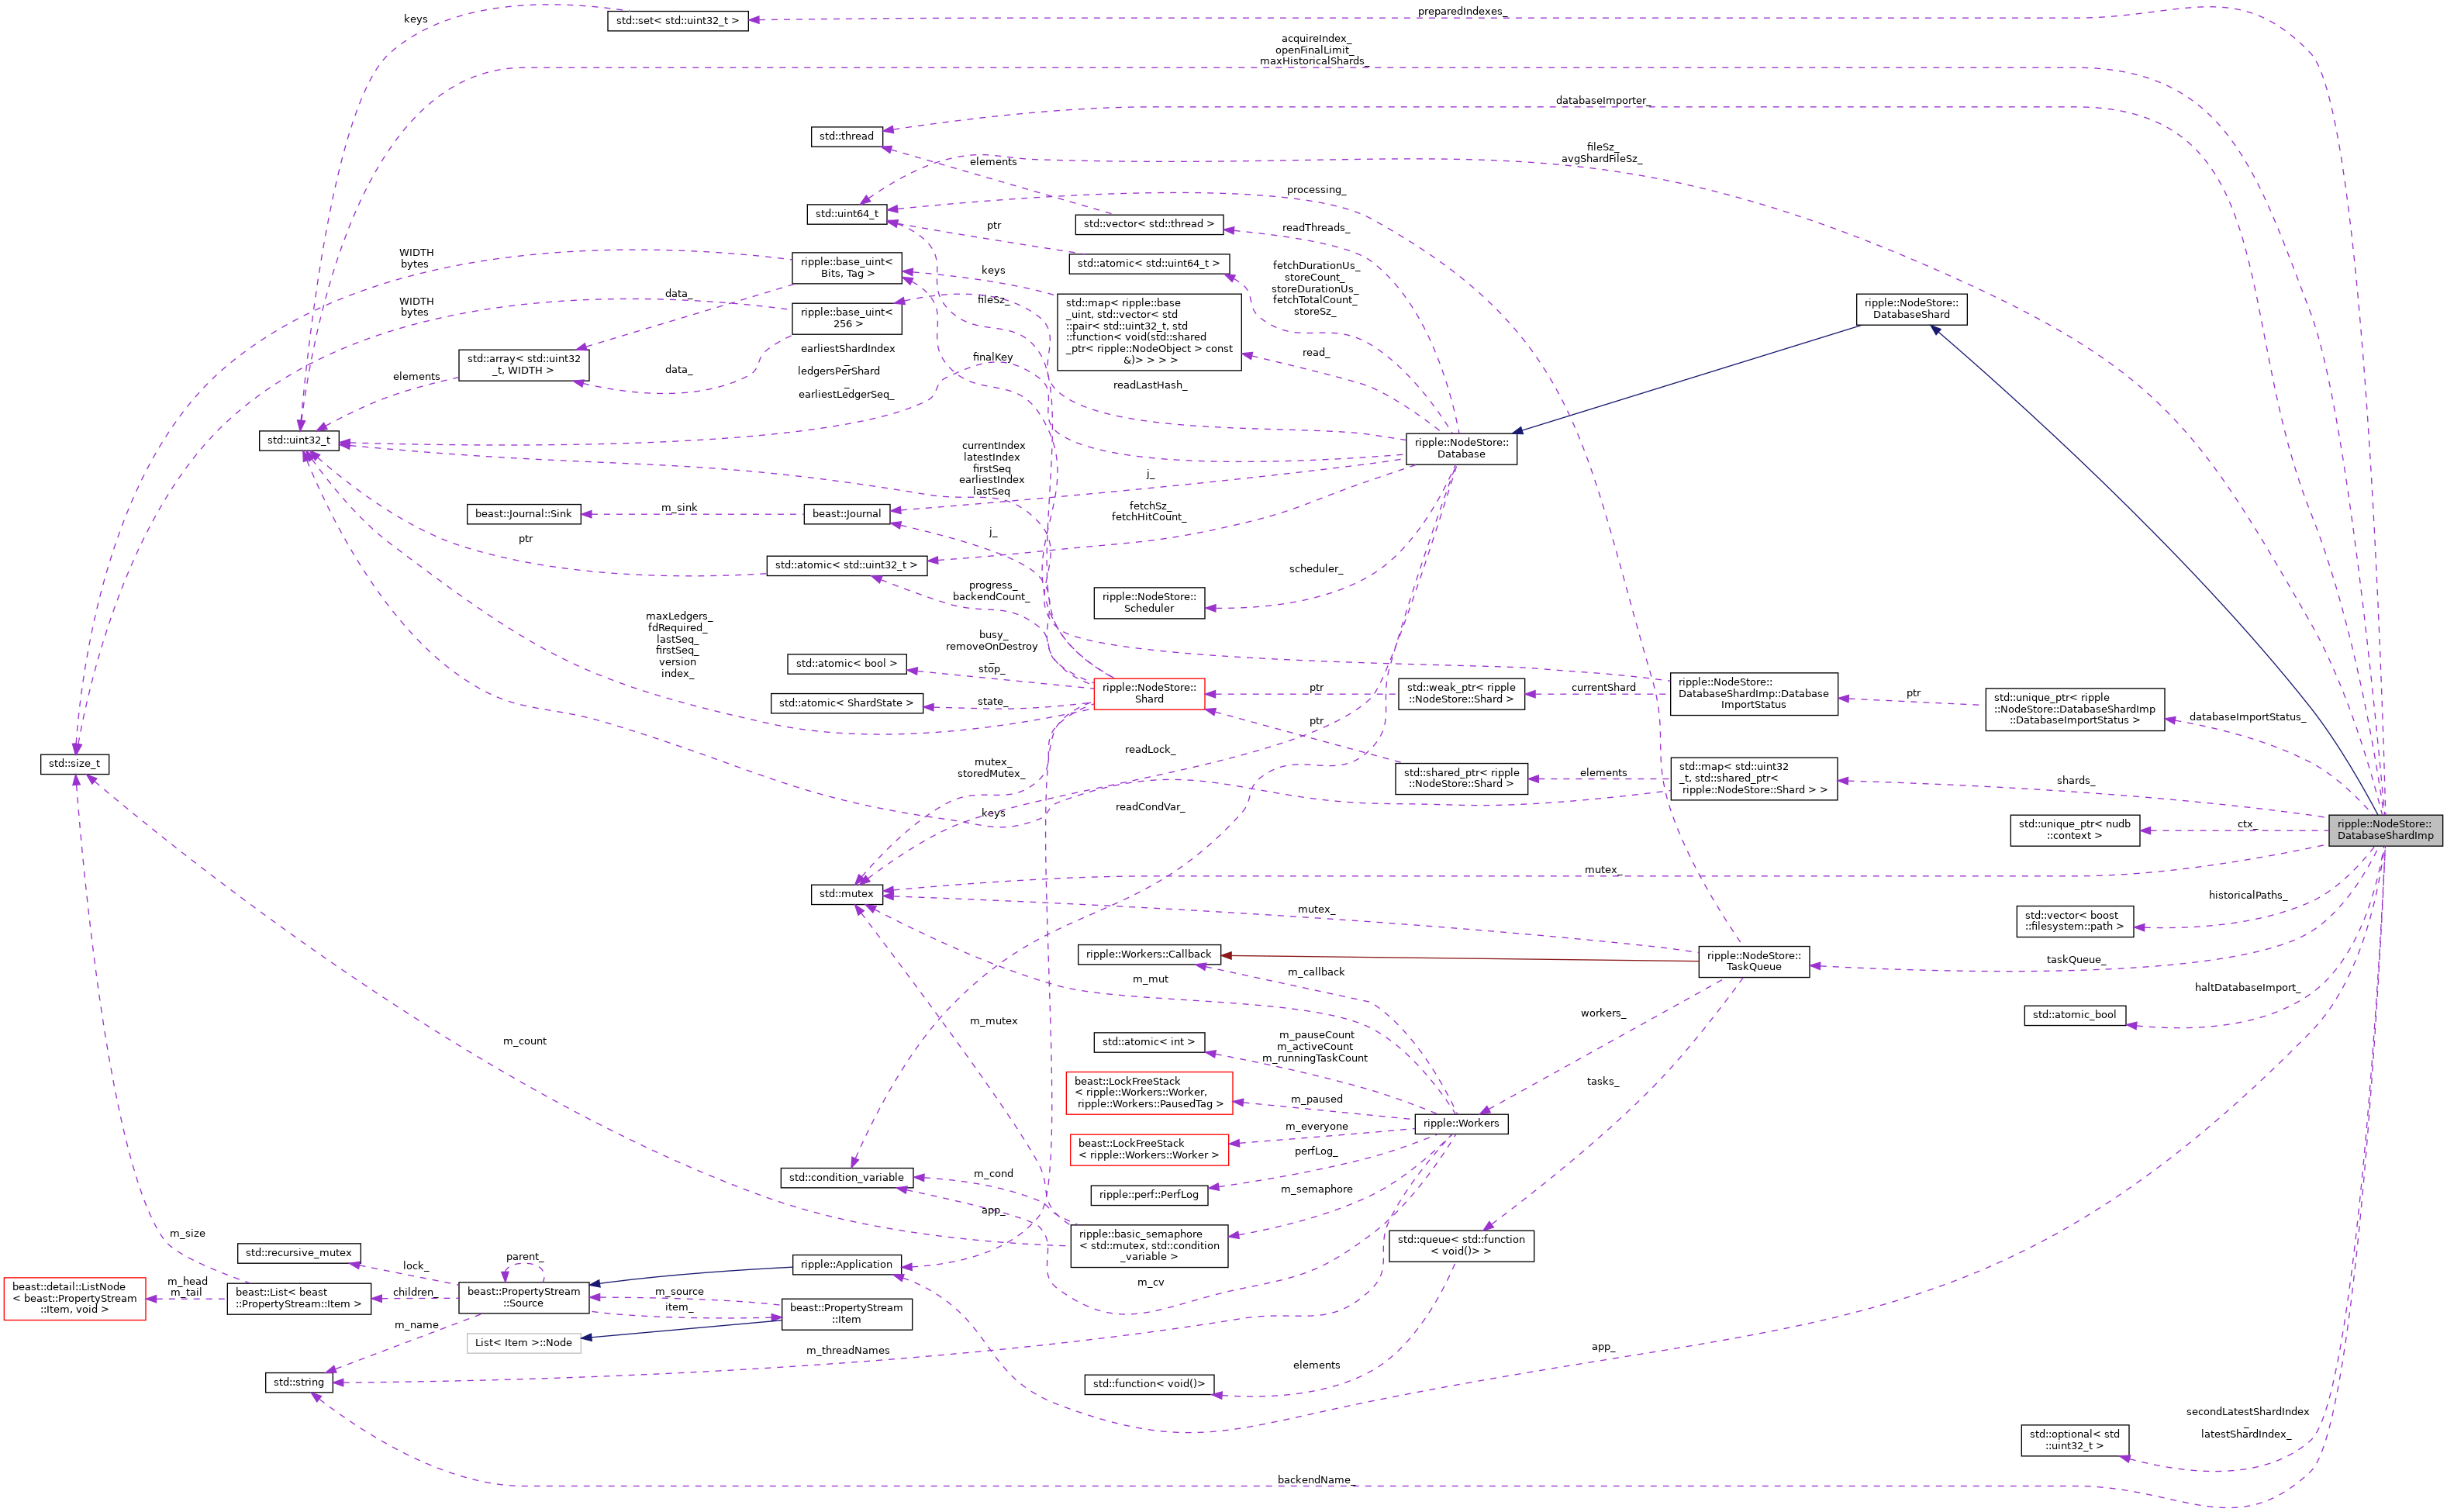 keys
std::set< std::uint32_t >
preparedIndexes_
acquireIndex_
openFinalLimit_
maxHistoricalShards_
databaseImporter_
std::thread
elements
fileSz_
avgShardFileSz_
processing_
std::uint64_t
ptr
std::vector< std::thread >
readThreads_
WIDTH
bytes
ripple::base_uint<
Bits, Tag >
keys
std::atomic< std::uint64_t >
fetchDurationUs_
storeCount_
storeDurationUs_
fetchTotalCount_
storeSz_
WIDTH
bytes
data_
ripple::base_uint<
256 >
fileSz_
std::map< ripple::base
_uint, std::vector< std
::pair< std::uint32_t, std
::function< void(std::shared
_ptr< ripple::NodeObject > const
&)> > > >
read_
ripple::NodeStore::
DatabaseShard
std::array< std::uint32
_t, WIDTH >
elements
data_
earliestShardIndex
_
ledgersPerShard
_
earliestLedgerSeq_
finalKey
readLastHash_
std::uint32_t
ripple::NodeStore::
Database
currentIndex
latestIndex
firstSeq
earliestIndex
lastSeq
j_
beast::Journal::Sink
m_sink
beast::Journal
fetchSz_
fetchHitCount_
ptr
j_
std::atomic< std::uint32_t >
progress_
backendCount_
ripple::NodeStore::
Scheduler
scheduler_
maxLedgers_
fdRequired_
lastSeq_
firstSeq_
version
index_
busy_
removeOnDestroy
_
stop_
std::atomic< bool >
std::atomic< ShardState >
state_
ripple::NodeStore::
Shard
ptr
std::weak_ptr< ripple
::NodeStore::Shard >
currentShard
ripple::NodeStore::
DatabaseShardImp::Database
ImportStatus
ptr
std::unique_ptr< ripple
::NodeStore::DatabaseShardImp
::DatabaseImportStatus >
databaseImportStatus_
ptr
readLock_
std::size_t
mutex_
storedMutex_
std::shared_ptr< ripple
::NodeStore::Shard >
elements
std::map< std::uint32
_t, std::shared_ptr<
ripple::NodeStore::Shard > >
shards_
keys
readCondVar_
std::unique_ptr< nudb
::context >
ctx_
ripple::NodeStore::
DatabaseShardImp
mutex_
std::mutex
mutex_
historicalPaths_
std::vector< boost
::filesystem::path >
ripple::Workers::Callback
m_callback
m_mut
ripple::NodeStore::
TaskQueue
taskQueue_
haltDatabaseImport_
std::atomic_bool
workers_
m_mutex
m_count
std::atomic< int >
m_pauseCount
m_activeCount
m_runningTaskCount
beast::LockFreeStack
< ripple::Workers::Worker,
ripple::Workers::PausedTag >
m_paused
tasks_
ripple::Workers
beast::LockFreeStack
< ripple::Workers::Worker >
m_everyone
perfLog_
std::condition_variable
m_cond
ripple::perf::PerfLog
m_semaphore
app_
ripple::basic_semaphore
< std::mutex, std::condition
_variable >
std::queue< std::function
< void()> >
m_size
std::recursive_mutex
lock_
parent_
ripple::Application
beast::detail::ListNode
< beast::PropertyStream
::Item, void >
m_head
m_tail
beast::List< beast
::PropertyStream::Item >
children_
beast::PropertyStream
::Source
m_source
item_
m_cv
beast::PropertyStream
::Item
m_name
List< Item >::Node
m_threadNames
app_
std::string
std::function< void()>
elements
secondLatestShardIndex
_
latestShardIndex_
std::optional< std
::uint32_t >
backendName_